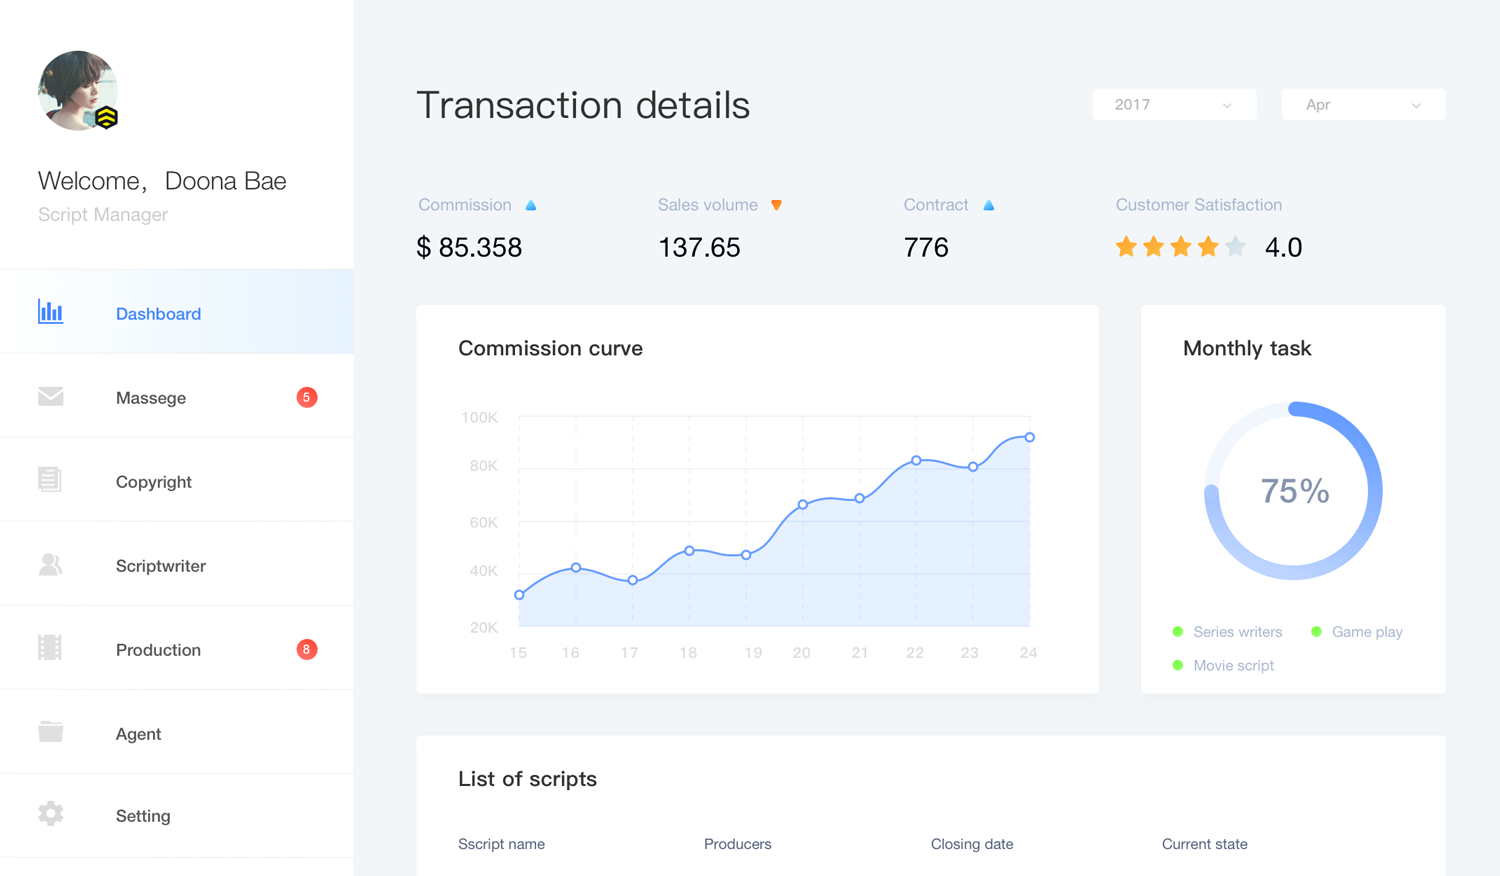 Welcome, Doona Bae
Script Manager
Dashboard
Massege 5
Copyright
Scriptwriter
Production 8
Agent
Setting
Transaction details
2017
Apr
Commission
$ 85.358
Sales volume
137.65
Contract
776
Customer Satisfaction
4.0
Commission curve
100K
80K
60K
40K
20K
15 16 17 18 19 20 21 22 23 24
Monthly task
75%
Series writers
Game play
Movie script
List of scripts
Sscript name Producers Closing date Current state